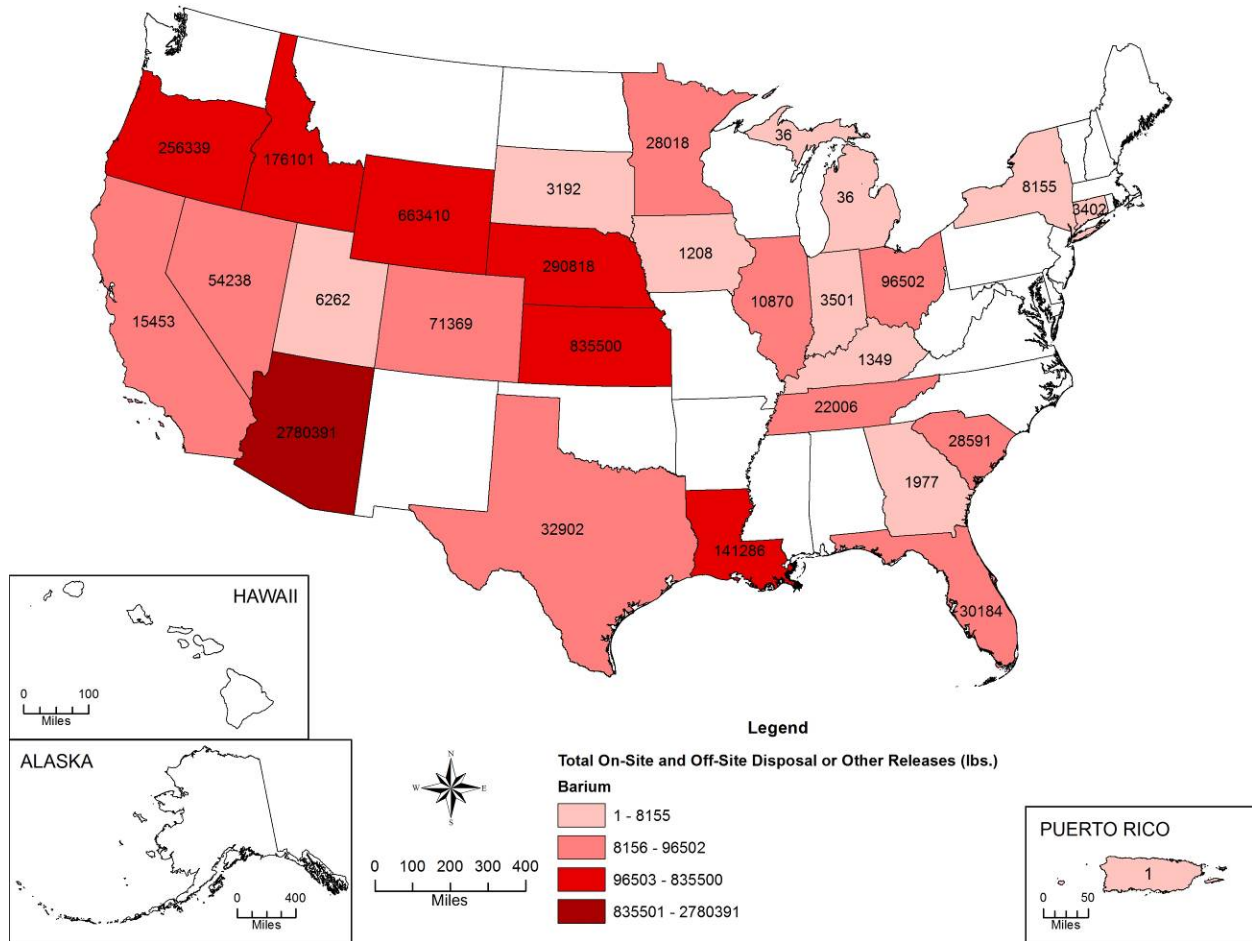 256339
176101
28018
36
8155
3192
36
3402
663410
1208
290818
96502
54238
6262
10870
3501
15453
71369
835500
1349
22006
2780391
28591
1977
32902
141286
30184
HAWAII
0 100
Miles
ALASKA
0 400
Miles
N
W E
S
0 100 200 300 400
Miles
Legend
Total On-Site and Off-Site Disposal or Other Releases (lbs.)
Barium
1 - 8155
8156 - 96502
96503 - 835500
835501 - 2780391
PUERTO RICO
1
0 50
Miles